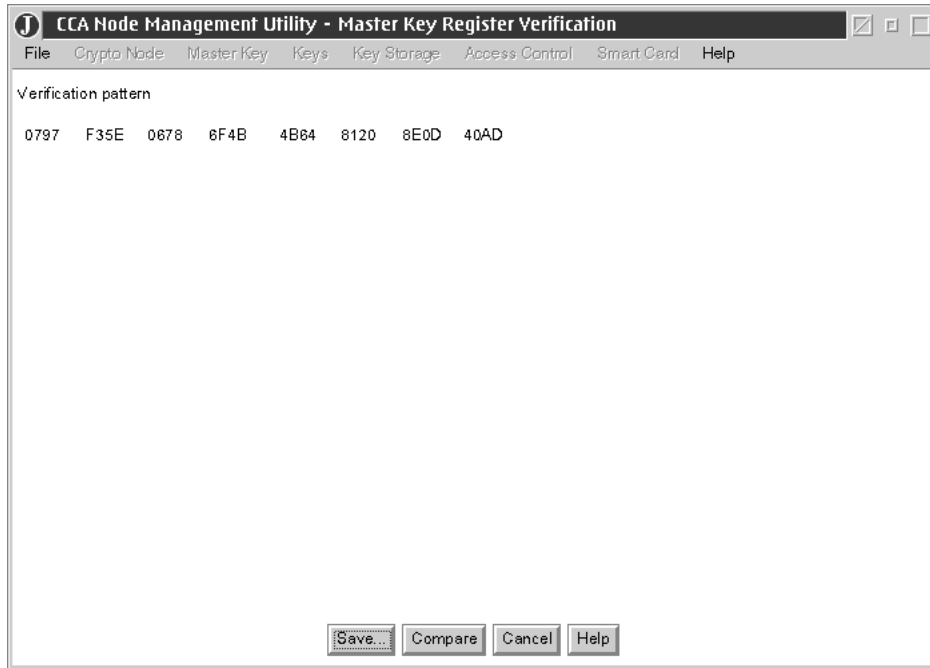 J CCA Node Management Utility - Master Key Register Verification
File Crypto Node Master Key Keys Key Storage Access Control Smart Card Help
Verification pattern
0797 F35E 0678 6F4B 4B64 8120 8E0D 40AD
Save... Compare Cancel Help